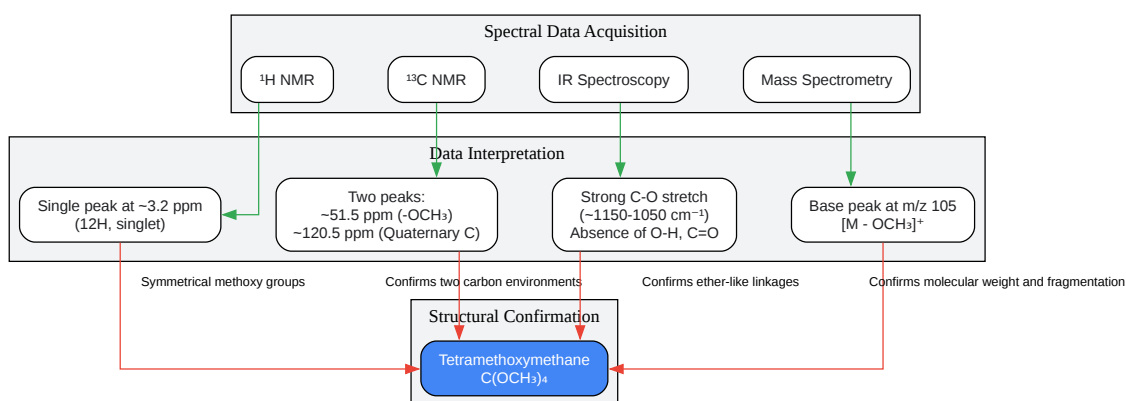 Spectral Data Acquisition
¹H NMR
¹³C NMR
IR Spectroscopy
Mass Spectrometry
Data Interpretation
Single peak at ~3.2 ppm
(12H, singlet)
Two peaks:
~51.5 ppm (-OCH₃)
~120.5 ppm (Quaternary C)
Strong C-O stretch
(~1150-1050 cm⁻¹)
Absence of O-H, C=O
Base peak at m/z 105
[M - OCH₃]⁺
Symmetrical methoxy groups
Confirms two carbon environments
Confirms ether-like linkages
Confirms molecular weight and fragmentation
Structural Confirmation
Tetramethoxymethane
C(OCH₃)₄